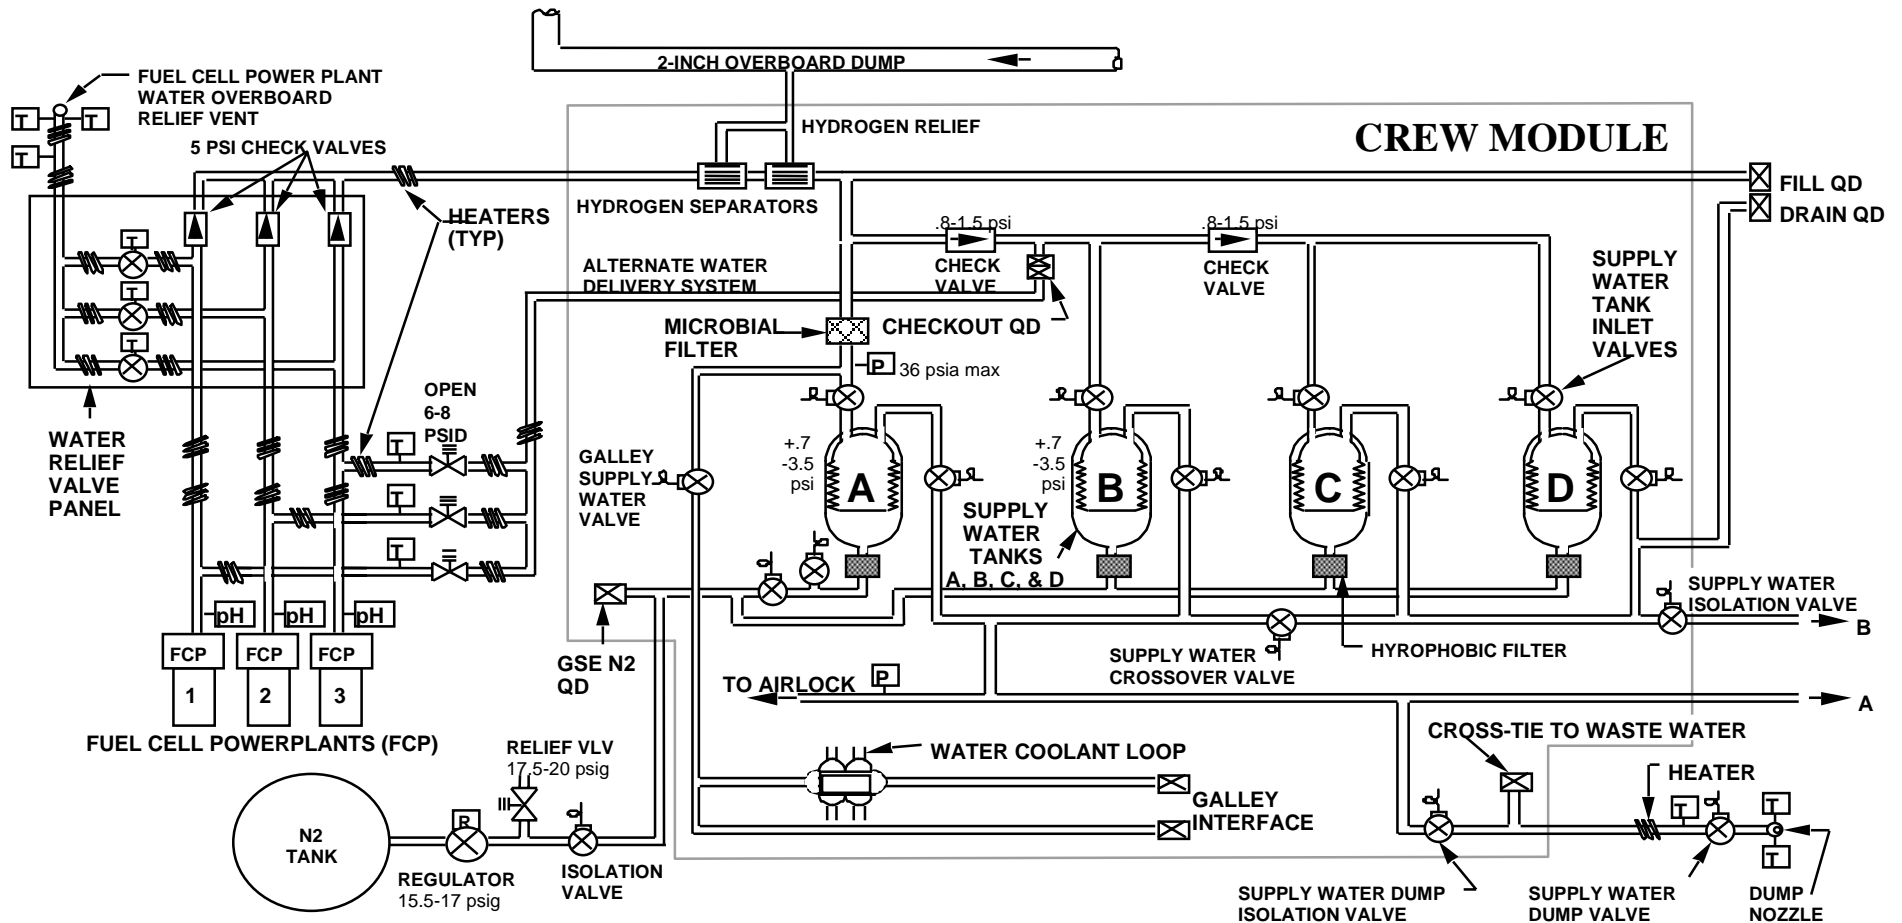 2-INCH OVERBOARD DUMP
FUEL CELL POWER PLANT
WATER OVERBOARD
RELIEF VENT
T
T
T
5 PSI CHECK VALVES
HYDROGEN RELIEF
CREW MODULE
HYDROGEN SEPARATORS
HEATERS
(TYP)
FILL QD
DRAIN QD
.8-1.5 psi
CHECK
VALVE
.8-1.5 psi
CHECK
VALVE
ALTERNATE WATER
DELIVERY SYSTEM
SUPPLY
WATER
TANK
INLET
VALVES
T
T
T
MICROBIAL
FILTER
CHECKOUT QD
P
36 psia max
OPEN
6-8
PSID
WATER
RELIEF
VALVE
PANEL
T
T
T
GALLEY
SUPPLY
WATER
VALVE
+.7
-3.5
psi
A
+.7
-3.5
psi
B
C
D
SUPPLY
WATER
TANKS
A, B, C, & D
pH
pH
pH
FCP
FCP
FCP
1
2
3
FUEL CELL POWERPLANTS (FCP)
GSE N2
QD
SUPPLY WATER
ISOLATION VALVE
B
SUPPLY WATER
CROSSOVER VALVE
HYROPHOBIC FILTER
TO AIRLOCK
P
A
CROSS-TIE TO WASTE WATER
WATER COOLANT LOOP
RELIEF VLV
17.5-20 psig
N2
TANK
R
REGULATOR
15.5-17 psig
ISOLATION
VALVE
GALLEY
INTERFACE
HEATER
T
T
T
SUPPLY WATER DUMP
ISOLATION VALVE
SUPPLY WATER
DUMP VALVE
DUMP
NOZZLE